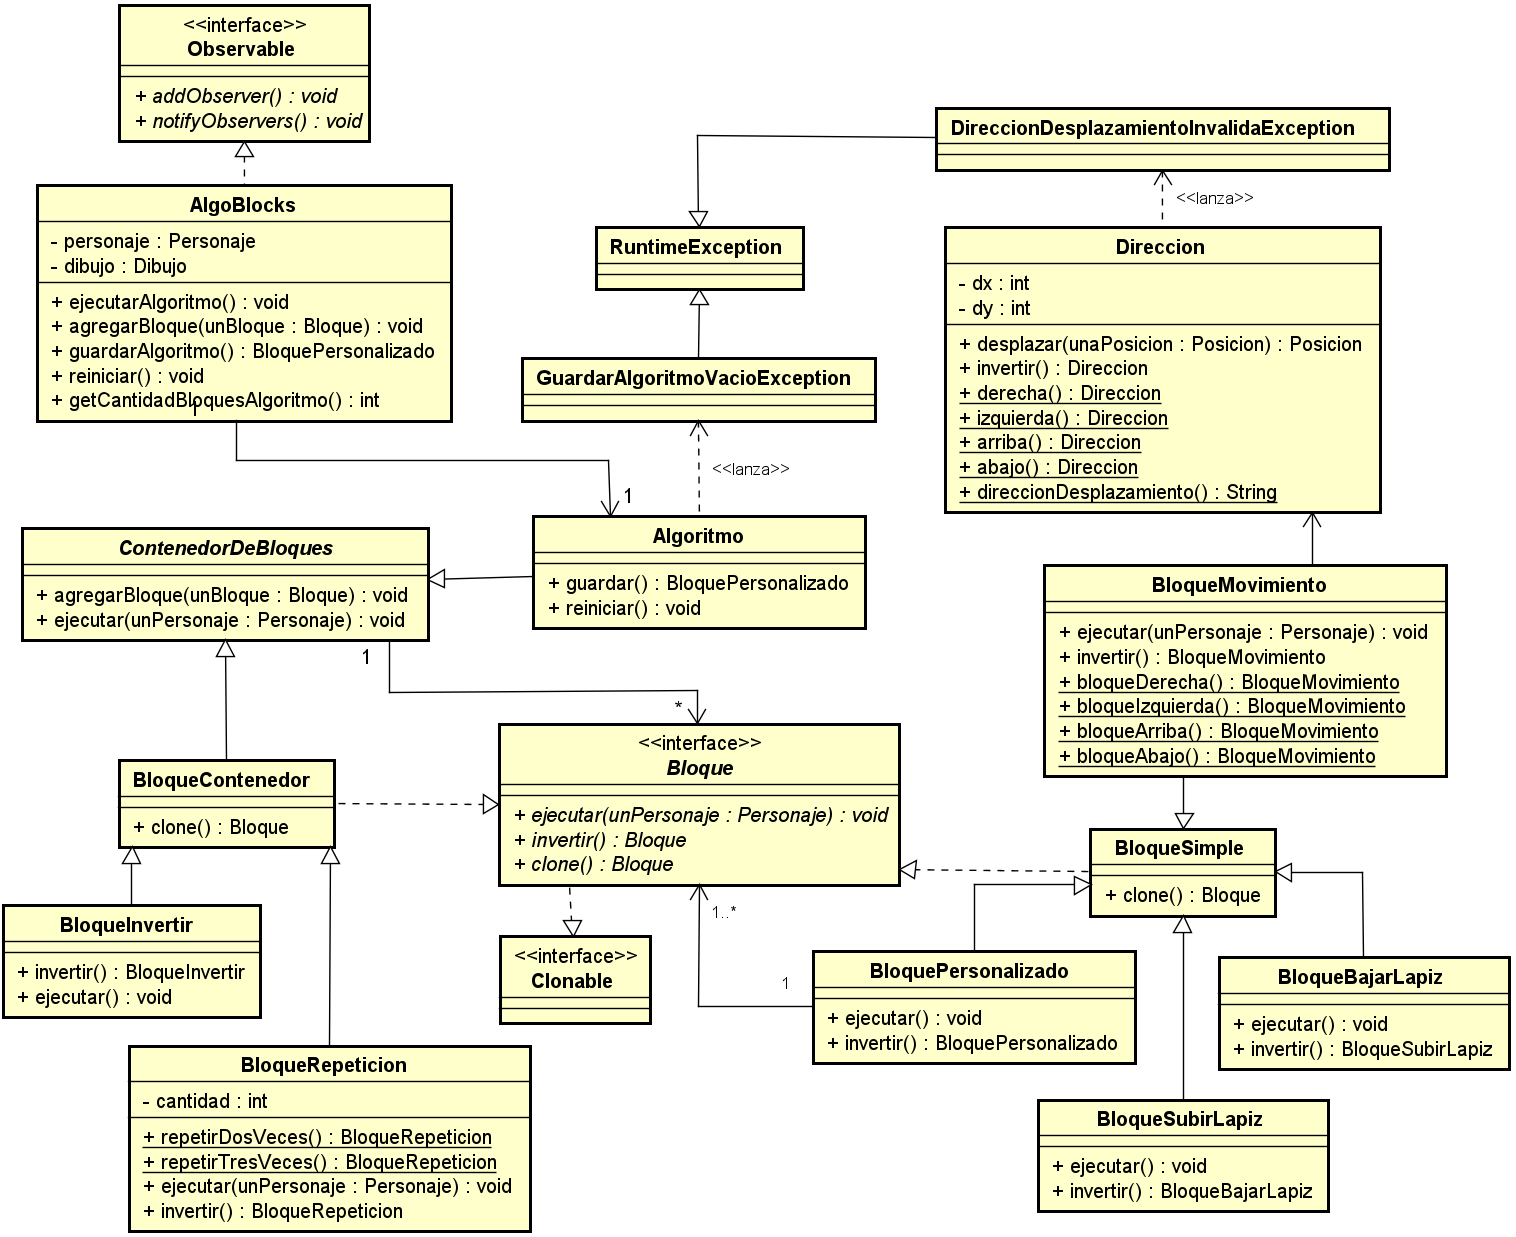 <<interface>>
Observable
+ addObserver() : void
+ notifyObservers() : void
AlgoBlocks
- personaje : Personaje
- dibujo : Dibujo
+ ejecutarAlgoritmo() : void
+ agregarBloque(unBloque : Bloque) : void
+ guardarAlgoritmo() : BloquePersonalizado
+ reiniciar() : void
+ getCantidadBloquesAlgoritmo() : int
1
DireccionDesplazamientoInvalidaException
<<lanza>>
RuntimeException
GuardarAlgoritmoVacioException
<<lanza>>
1
Direccion
- dx : int
- dy : int
+ desplazar(unaPosicion : Posicion) : Posicion
+ invertir() : Direccion
+ derecha() : Direccion
+ izquierda() : Direccion
+ arriba() : Direccion
+ abajo() : Direccion
+ direccionDesplazamiento() : String
ContenedorDeBloques
+ agregarBloque(unBloque : Bloque) : void
+ ejecutar(unPersonaje : Personaje) : void
1
*
Algoritmo
+ guardar() : BloquePersonalizado
+ reiniciar() : void
BloqueMovimiento
+ ejecutar(unPersonaje : Personaje) : void
+ invertir() : BloqueMovimiento
+ bloqueDerecha() : BloqueMovimiento
+ bloqueIzquierda() : BloqueMovimiento
+ bloqueArriba() : BloqueMovimiento
+ bloqueAbajo() : BloqueMovimiento
BloqueContenedor
+ clone() : Bloque
<<interface>>
Bloque
+ ejecutar(unPersonaje : Personaje) : void
+ invertir() : Bloque
+ clone() : Bloque
BloqueSimple
+ clone() : Bloque
1..*
1
BloqueInvertir
+ invertir() : BloqueInvertir
+ ejecutar() : void
<<interface>>
Clonable
BloquePersonalizado
+ ejecutar() : void
+ invertir() : BloquePersonalizado
BloqueBajarLapiz
+ ejecutar() : void
+ invertir() : BloqueSubirLapiz
BloqueRepeticion
- cantidad : int
+ repetirDosVeces() : BloqueRepeticion
+ repetirTresVeces() : BloqueRepeticion
+ ejecutar(unPersonaje : Personaje) : void
+ invertir() : BloqueRepeticion
BloqueSubirLapiz
+ ejecutar() : void
+ invertir() : BloqueBajarLapiz